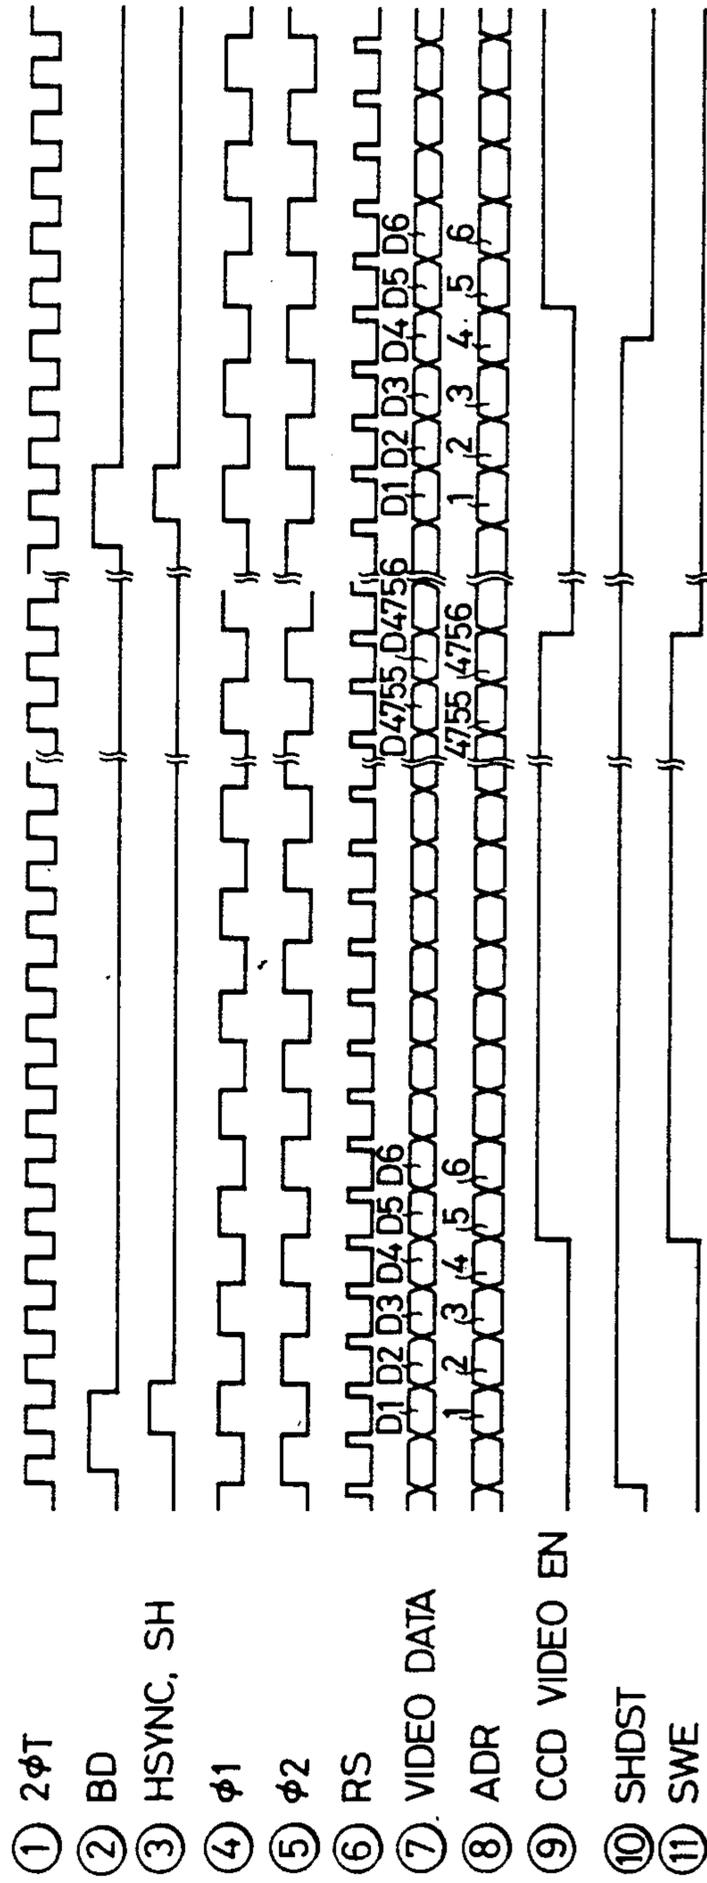 ① 2ϕT
② BD
③ HSYNC, SH
④ ϕ1
⑤ ϕ2
⑥ RS
D1 D2 D3 D4 D5 D6 D4755 D4756 D1 D2 D3 D4 D5 D6
⑦ VIDEO DATA
1 2 3 4 5 6 4755 4756 1 2 3 4 5 6
⑧ ADR
⑨ CCD VIDEO EN
⑩ SHDST
⑪ SWE